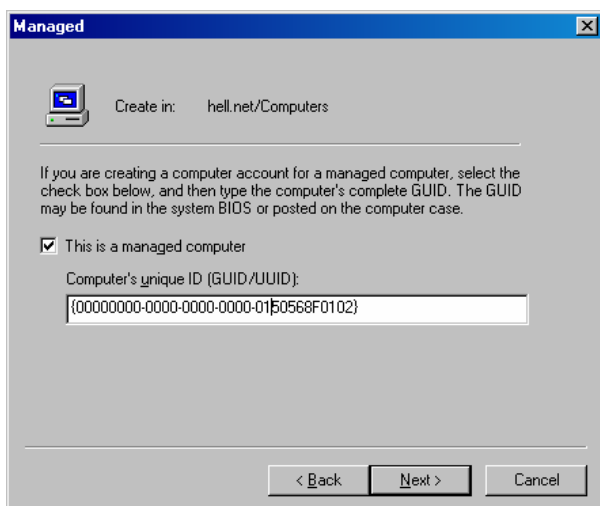 Managed
Create in: hell.net/Computers
If you are creating a computer account for a managed computer, select the
check box below, and then type the computer's complete GUID. The GUID
may be found in the system BIOS or posted on the computer case.
This is a managed computer
Computer's unique ID (GUID/UUID):
{00000000-0000-0000-0000-0150568F0102}
< Back Next > Cancel